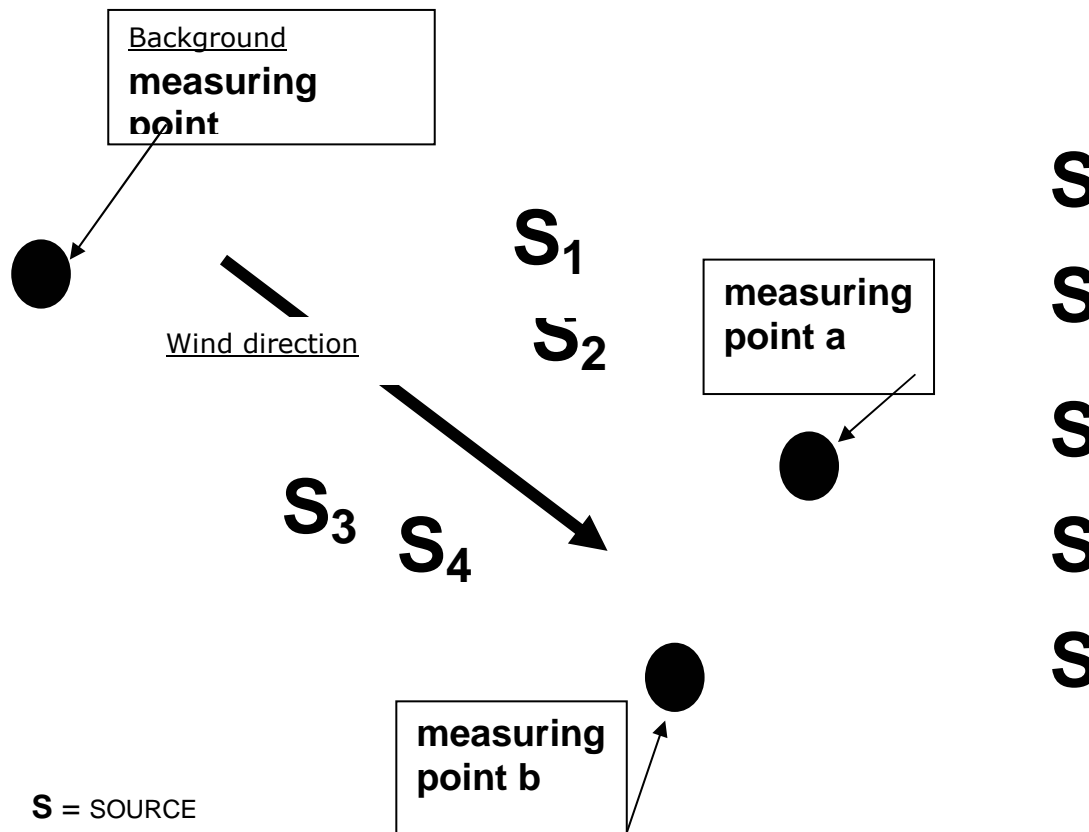 Background
measuring
point
S
S₁
S
measuring
point a
S₂
Wind direction
S
S₃
S₄
S
S
measuring
point b
S = SOURCE